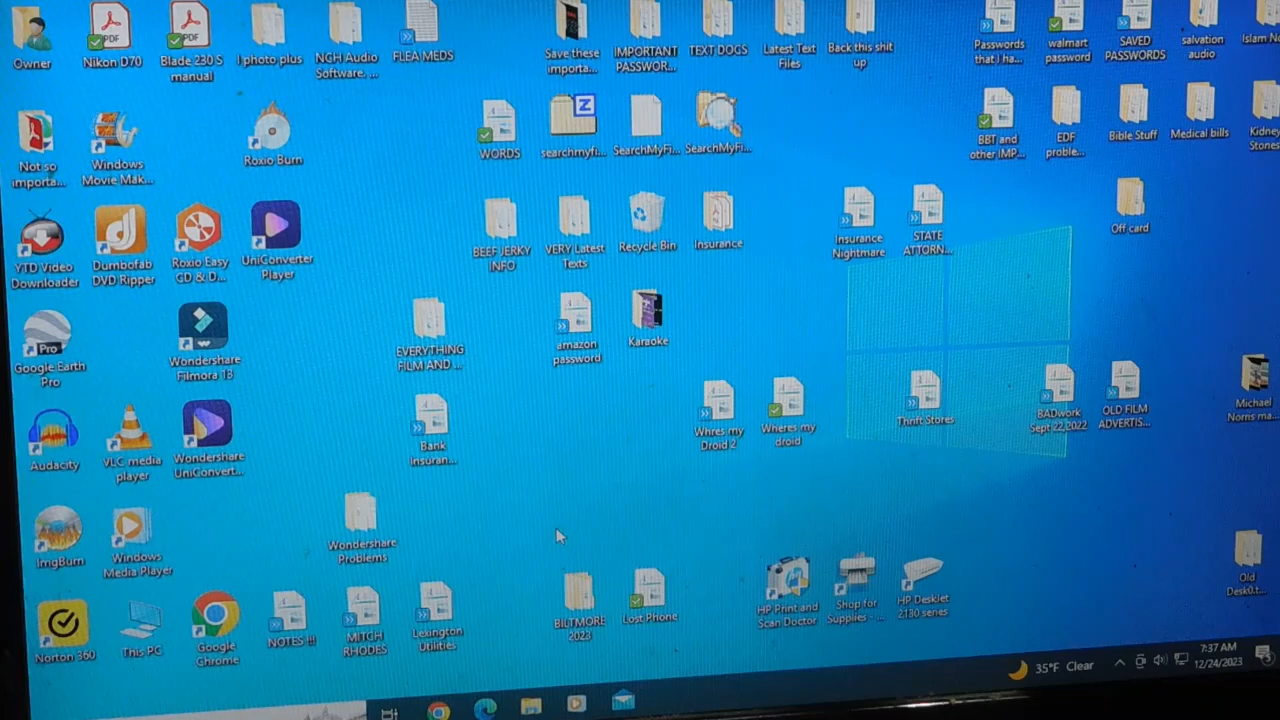 Owner
Nikon D70
Blade 230 S
manual
I photo plus
NCH Audio
Software. ...
FLEA MEDS
Save these
importa...
IMPORTANT
PASSWOR...
TEXT DOCS
Latest Text
Files
Back this shit
up
Passwords
that I ha...
walmart
password
SAVED
PASSWORDS
salvation
audio
Islam
Not so
importa...
Windows
Movie Mak...
Roxio Burn
WORDS
searchmyfi...
SearchMyFi...
SearchMyFi...
BBT and
other IMP...
EDF
proble...
Bible Stuff
Medical bills
Kidney
Stones
YTD Video
Downloader
Dumbofab
DVD Ripper
Roxio Easy
CD & D...
UniConverter
Player
BEEF JERKY
INFO
VERY Latest
Texts
Recycle Bin
Insurance
Insurance
Nightmare
STATE
ATTORN...
Off card
Pro
Google Earth
Pro
Wondershare
Filmora 13
EVERYTHING
FILM AND ...
amazon
password
Karaoke
Audacity
VLC media
player
Wondershare
UniConvert...
Bank
Insuran...
Whres my
Droid 2
Wheres my
droid
Thrift Stores
BADwork
Sept 22,2022
OLD FILM
ADVERTIS...
Michael
Norris ma...
ImgBurn
Windows
Media Player
Wondershare
Problems
Old
Norton 360
This PC
Google
Chrome
NOTES !!!
MITCH
RHODES
Lexington
Utilities
BILTMORE
2023
Lost Phone
HP Print and
Scan Doctor
Shop for
Supplies - ...
HP DeskJet
2130 series
35°F Clear
7:37 AM
12/24/2023